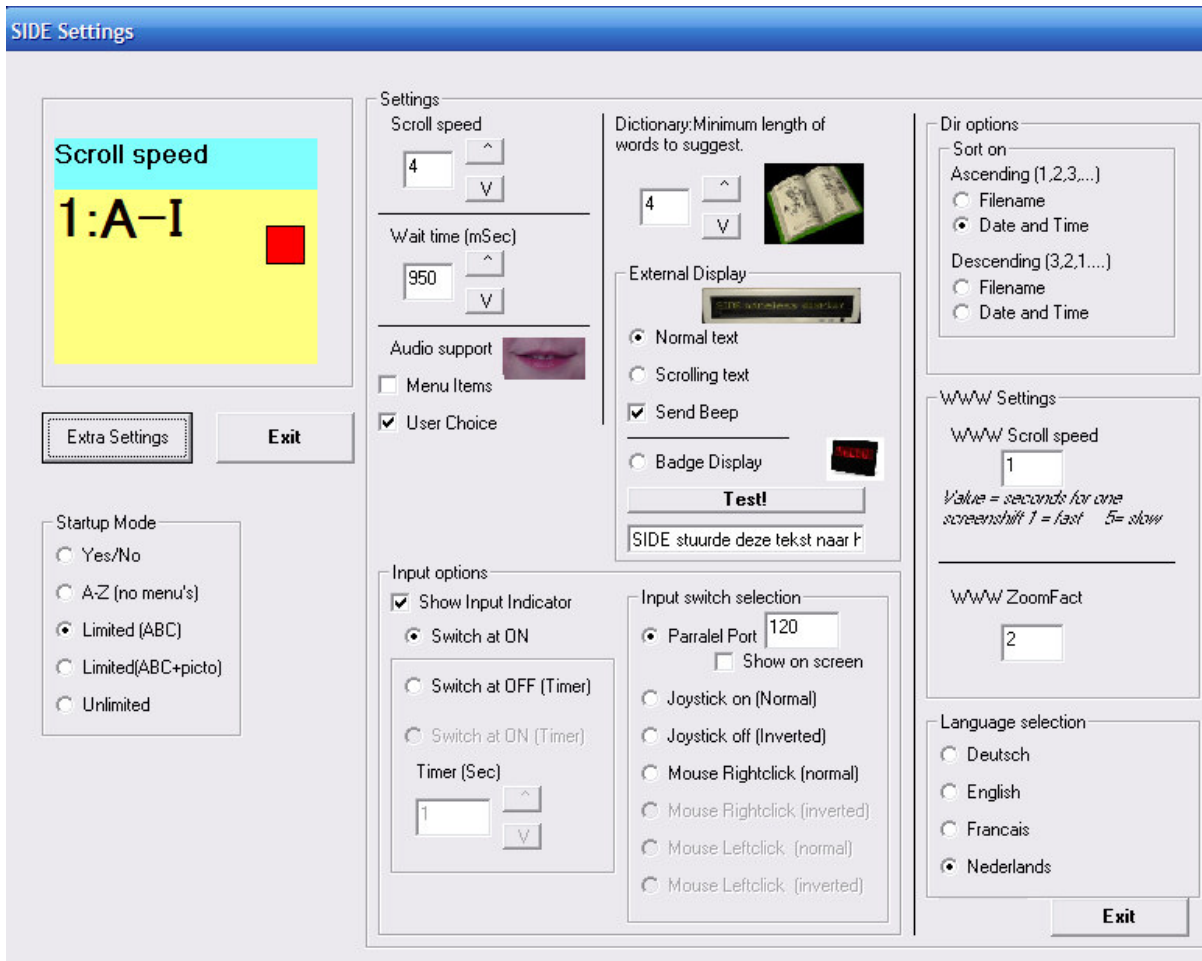 SIDE Settings
Scroll speed
1:A-I
Extra Settings
Exit
Startup Mode
Yes/No
A-Z (no menu's)
Limited (ABC)
Limited(ABC+picto)
Unlimited
Settings
Scroll speed
4
^
V
Wait time (mSec)
950
^
V
Audio support
Menu Items
User Choice
Dictionary:Minimum length of
words to suggest.
4
^
V
External Display
SIDE wireless
Normal text
Scrolling text
Send Beep
Badge Display
Test!
SIDE stuurde deze tekst naar h
Input options
Show Input Indicator
Switch at ON
Switch at OFF (Timer)
Switch at ON (Timer)
Timer (Sec)
1
^
V
Input switch selection
Parralel Port 120
Show on screen
Joystick on (Normal)
Joystick off (Inverted)
Mouse Rightclick (normal)
Mouse Rightclick (inverted)
Mouse Leftclick (normal)
Mouse Leftclick (inverted)
Dir options
Sort on
Ascending (1,2,3,...)
Filename
Date and Time
Descending (3,2,1....)
Filename
Date and Time
WWW Settings
WWW Scroll speed
1
Value = seconds for one
screenshift 1 = fast 5= slow
WWW ZoomFact
2
Language selection
Deutsch
English
Francais
Nederlands
Exit